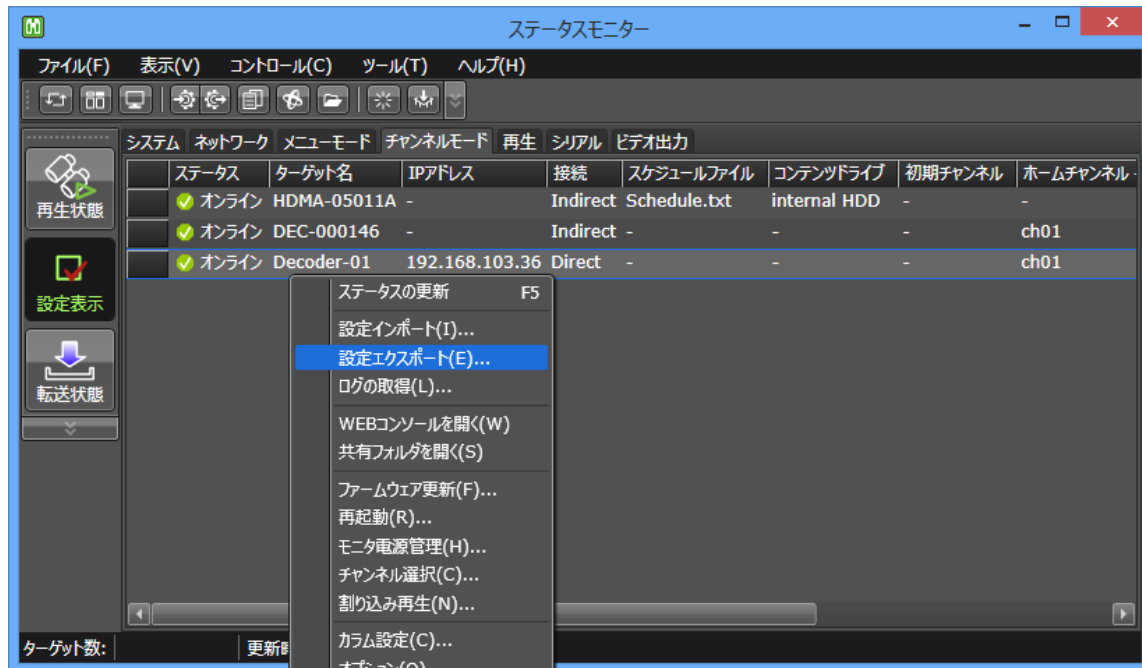 ステータスモニター
ファイル(F) 表示(V) コントロール(C) ツール(T) ヘルプ(H)
システム ネットワーク メニューモード チャンネルモード 再生 シリアル ビデオ出力
ステータス ターゲット名 IPアドレス 接続 スケジュールファイル コンテンツドライブ 初期チャンネル ホームチャンネル
オンライン HDMA-05011A - Indirect Schedule.txt internal HDD - -
オンライン DEC-000146 - Indirect - - - ch01
オンライン Decoder-01 192.168.103.36 Direct - - - ch01
再生状態
設定表示
転送状態
ステータスの更新 F5
設定インポート(I)...
設定エクスポート(E)...
ログの取得(L)...
WEBコンソールを開く(W)
共有フォルダを開く(S)
ファームウェア更新(F)...
再起動(R)...
モニタ電源管理(H)...
チャンネル選択(C)...
割り込み再生(N)...
カラム設定(C)...
オプション(O)
ターゲット数: 更新